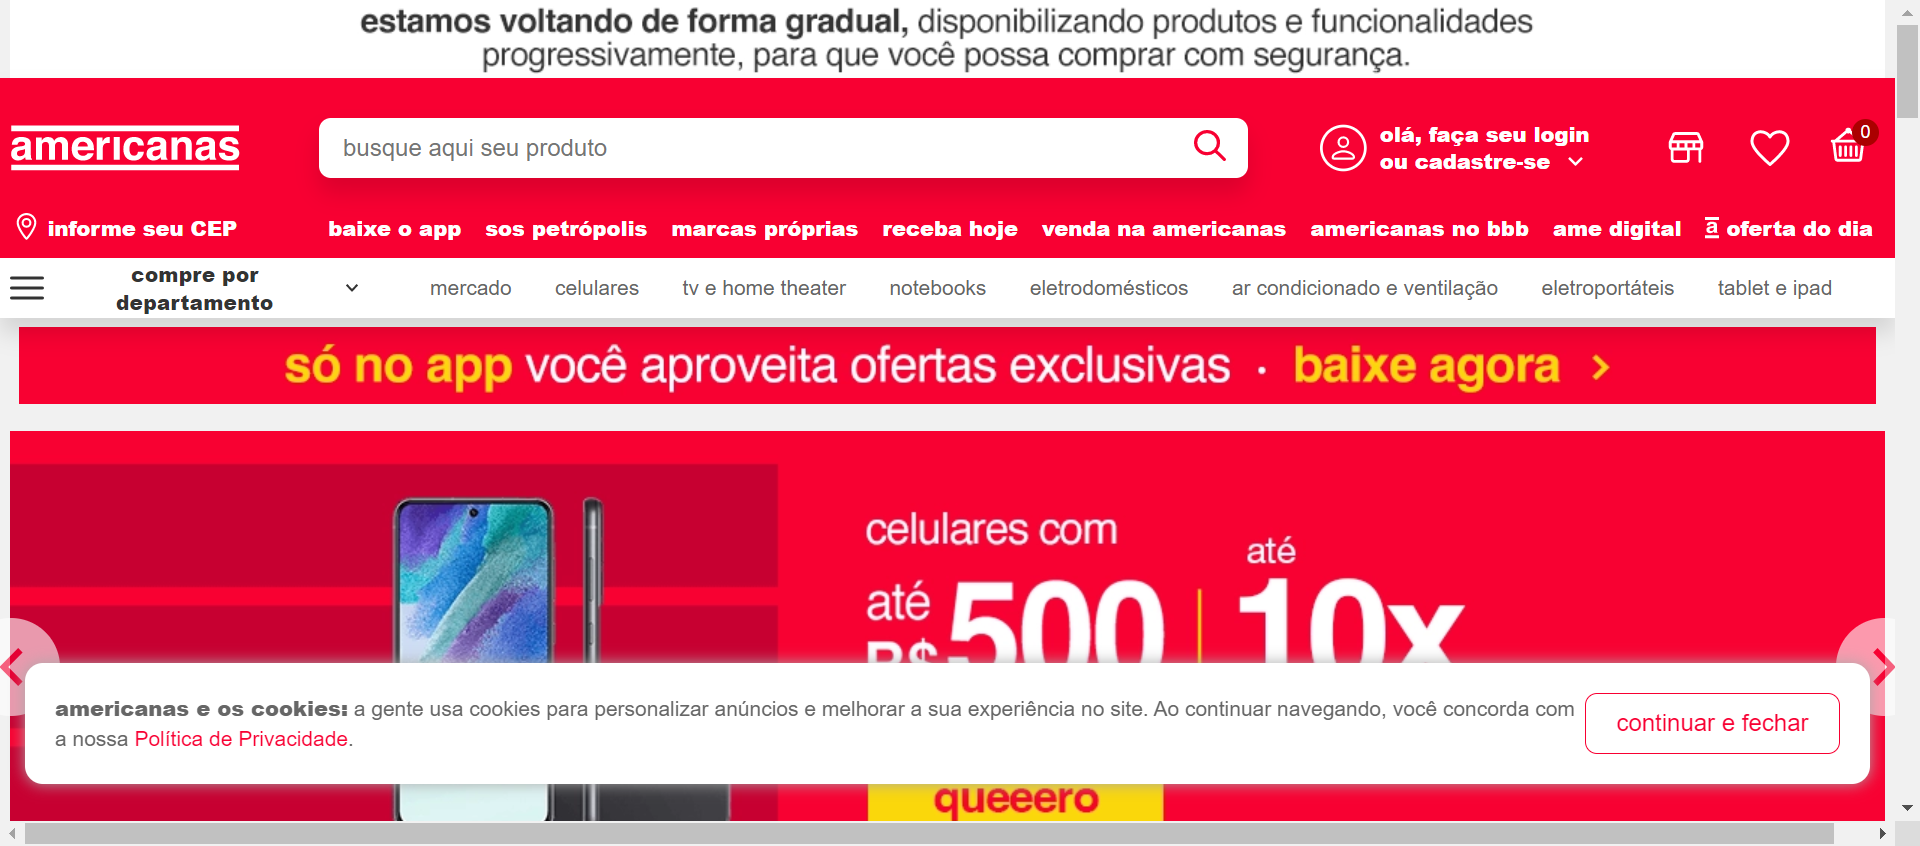 estamos voltando de forma gradual, disponibilizando produtos e funcionalidades
progressivamente, para que você possa comprar com segurança.
americanas
busque aqui seu produto
olá, faça seu login
ou cadastre-se
0
informe seu CEP
baixe o app sos petrópolis marcas próprias receba hoje venda na americanas americanas no bbb ame digital a oferta do dia
compre por
departamento
mercado celulares tv e home theater notebooks eletrodomésticos ar condicionado e ventilação eletroportáteis tablet e ipad
só no app você aproveita ofertas exclusivas · baixe agora >
celulares com
até
R$ 500
até
10x
americanas e os cookies: a gente usa cookies para personalizar anúncios e melhorar a sua experiência no site. Ao continuar navegando, você concorda com
a nossa Política de Privacidade.
continuar e fechar
queeero